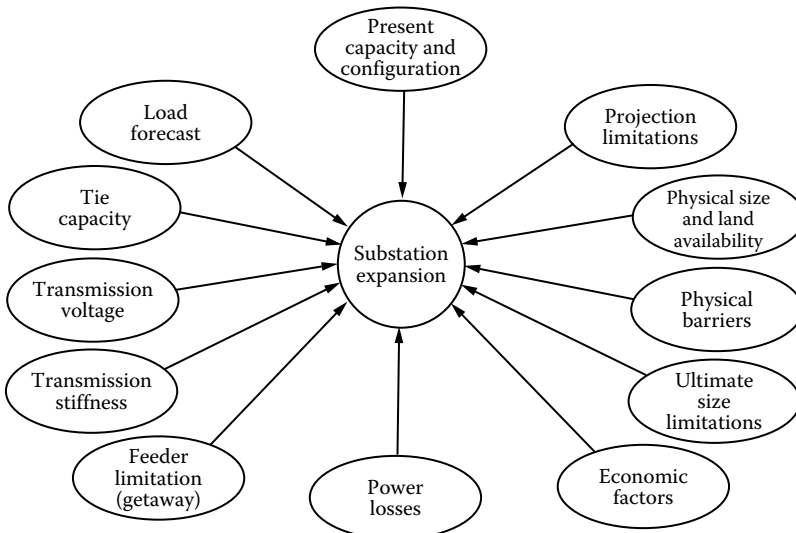 Present
capacity and
configuration
Load
forecast
Projection
limitations
Tie
capacity
Physical size
and land
availability
Substation
expansion
Transmission
voltage
Physical
barriers
Transmission
stiffness
Ultimate
size
limitations
Feeder
limitation
(getaway)
Power
losses
Economic
factors